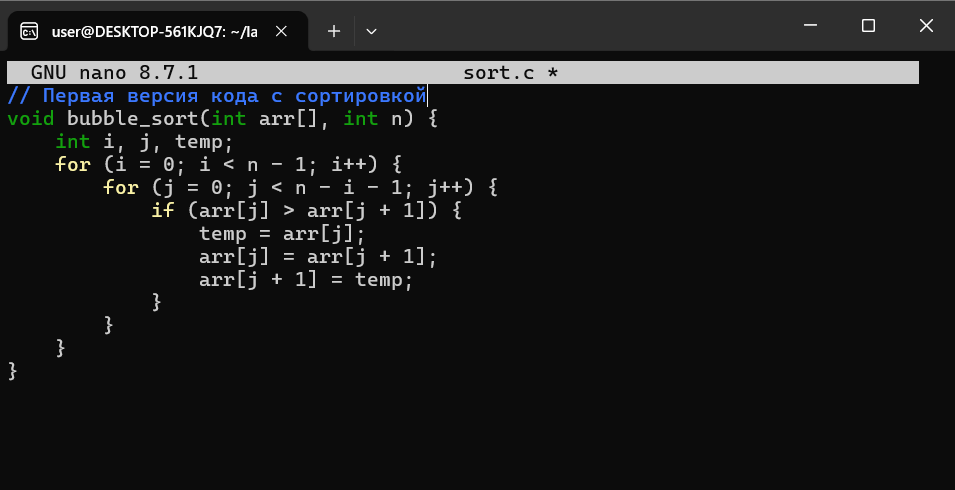 user@DESKTOP-561KJQ7: ~/la
GNU nano 8.7.1 sort.c *
// Первая версия кода с сортировкой
void bubble_sort(int arr[], int n) {
    int i, j, temp;
    for (i = 0; i < n - 1; i++) {
        for (j = 0; j < n - i - 1; j++) {
            if (arr[j] > arr[j + 1]) {
                temp = arr[j];
                arr[j] = arr[j + 1];
                arr[j + 1] = temp;
            }
        }
    }
}